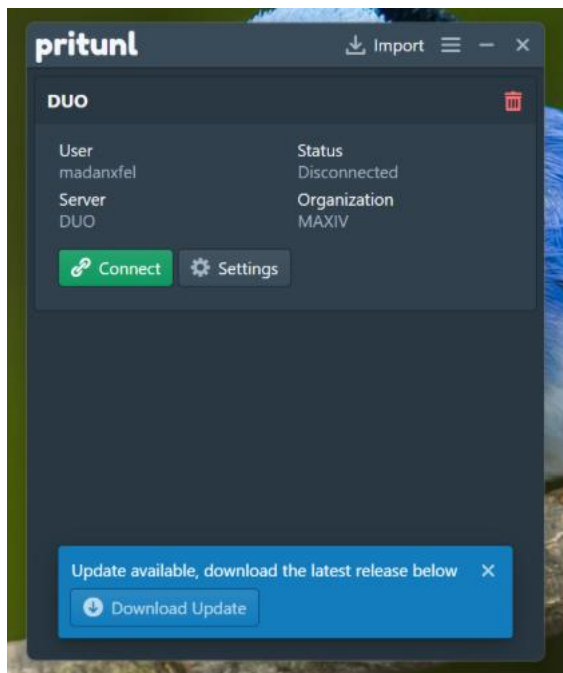 pritunl
Import
DUO
User
madanxfel
Status
Disconnected
Server
DUO
Organization
MAXIV
Connect
Settings
Update available, download the latest release below
Download Update